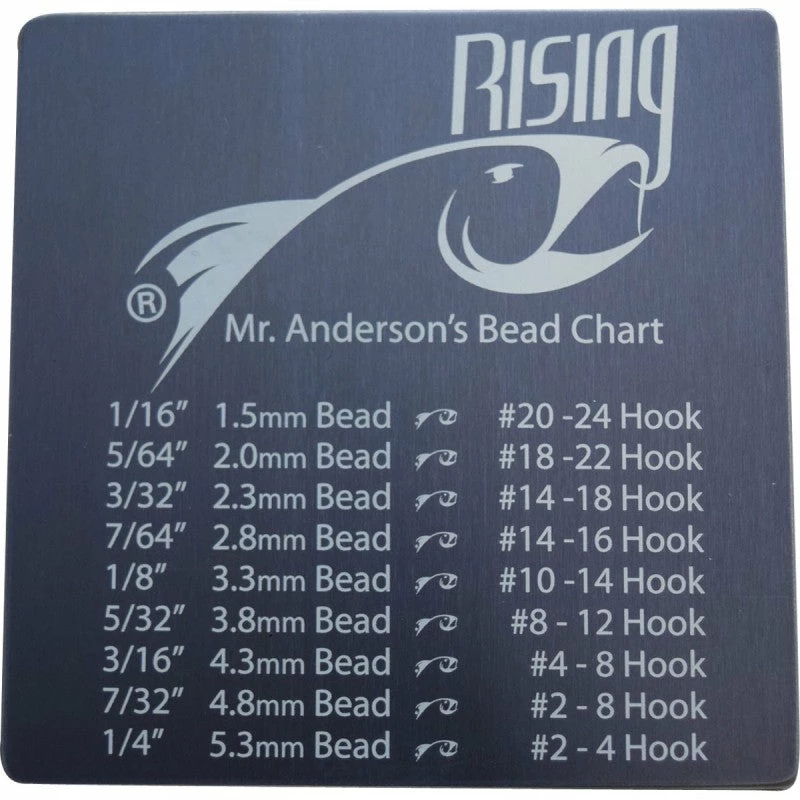 Rising
®
Mr. Anderson's Bead Chart
1/16" 1.5mm Bead #20 -24 Hook
5/64" 2.0mm Bead #18 -22 Hook
3/32" 2.3mm Bead #14 -18 Hook
7/64" 2.8mm Bead #14 -16 Hook
1/8" 3.3mm Bead #10 -14 Hook
5/32" 3.8mm Bead #8 - 12 Hook
3/16" 4.3mm Bead #4 - 8 Hook
7/32" 4.8mm Bead #2 - 8 Hook
1/4" 5.3mm Bead #2 - 4 Hook